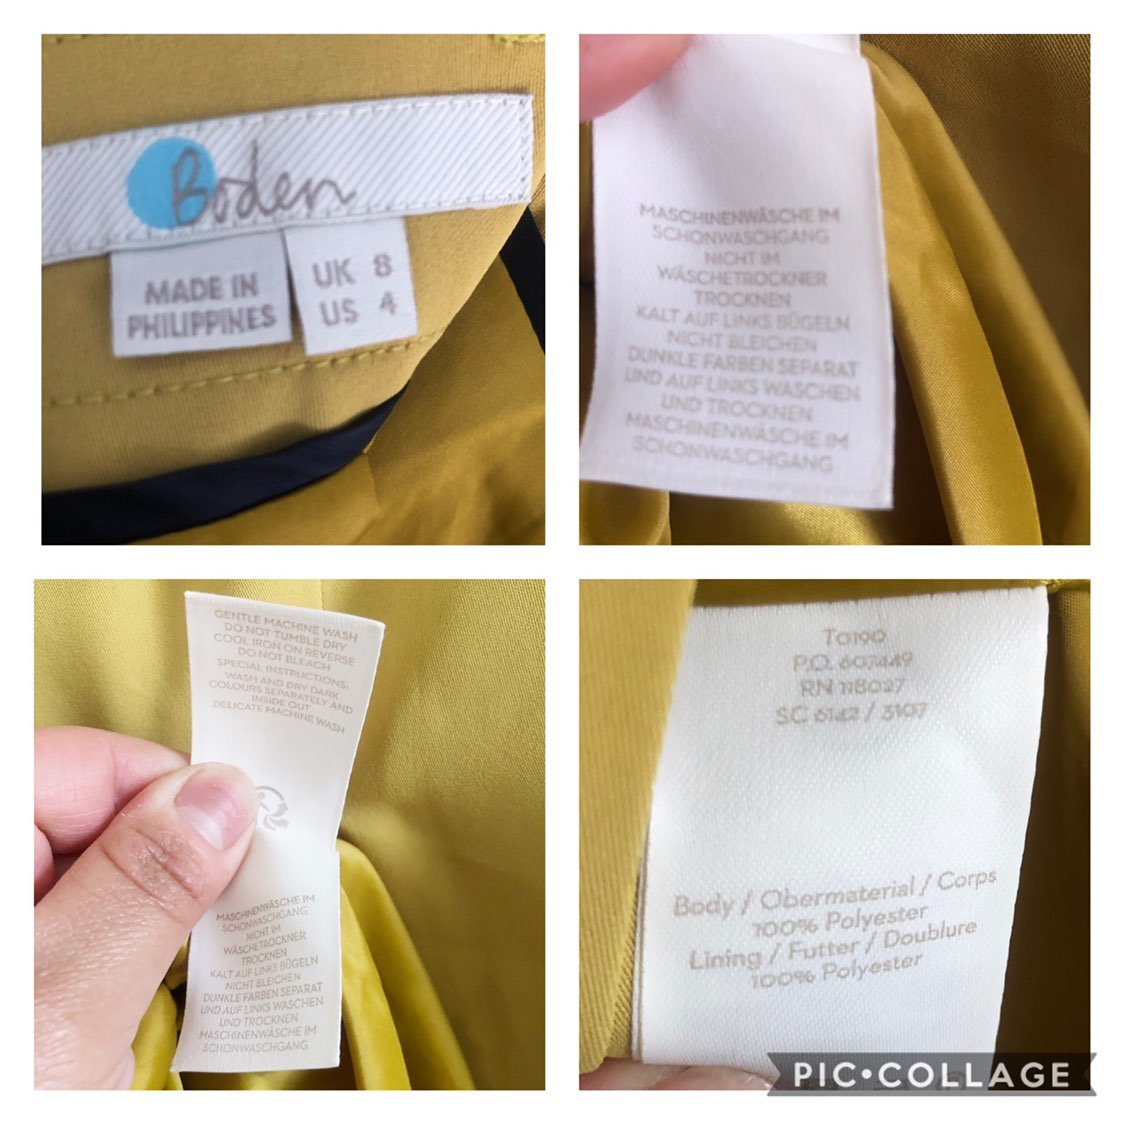 Boden
MADE IN
PHILIPPINES
UK 8
US 4
MASCHINENWÄSCHE IM
SCHONWASCHGANG
NICHT IM
WÄSCHETROCKNER
TROCKNEN
KALT AUF LINKS BÜGELN
NICHT BLEICHEN
DUNKLE FARBEN SEPARAT
UND AUF LINKS WASCHEN
UND TROCKNEN
MASCHINENWÄSCHE IM
SCHONWASCHGANG
GENTLE MACHINE WASH
DO NOT TUMBLE DRY
COOL IRON ON REVERSE
DO NOT BLEACH
SPECIAL INSTRUCTIONS:
WASH AND DRY DARK
COLOURS SEPARATELY AND
INSIDE OUT
DELICATE MACHINE WASH
MASCHINENWÄSCHE IM
SCHONWASCHGANG
NICHT IM
WÄSCHETROCKNER
TROCKNEN
KALT AUF LINKS BÜGELN
NICHT BLEICHEN
DUNKLE FARBEN SEPARAT
UND AUF LINKS WASCHEN
UND TROCKNEN
MASCHINENWÄSCHE IM
SCHONWASCHGANG
T0190
P.O. 607449
RN 118027
SC 6142 / 3107
Body / Obermaterial / Corps
100% Polyester
Lining / Futter / Doublure
100% Polyester
PIC•COLLAGE